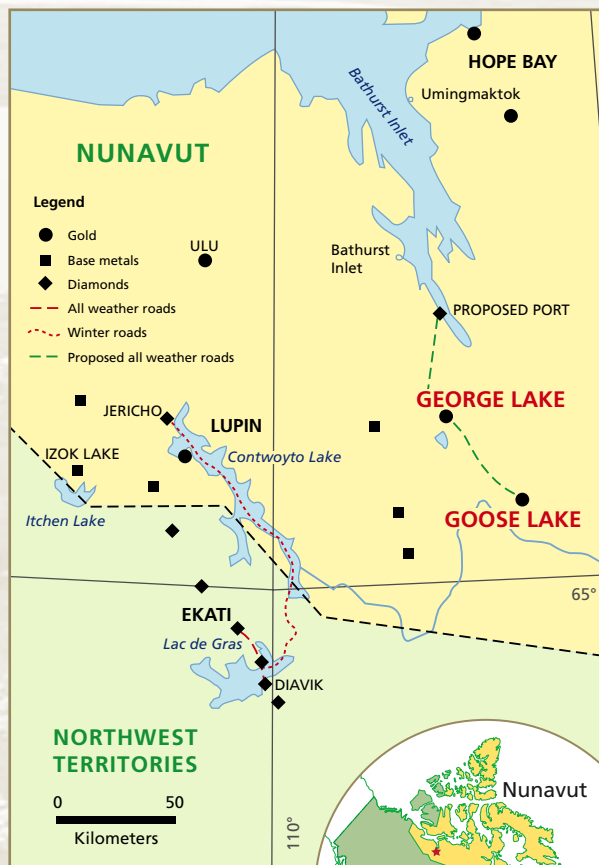 HOPE BAY
Umingmaktok
Bathurst Inlet
NUNAVUT
Legend
Gold
Base metals
Diamonds
All weather roads
Winter roads
Proposed all weather roads
ULU
Bathurst
Inlet
PROPOSED PORT
JERICHO
LUPIN
GEORGE LAKE
IZOK LAKE
Contwoyto Lake
Itchen Lake
GOOSE LAKE
65°
EKATI
Lac de Gras
DIAVIK
NORTHWEST
TERRITORIES
0 50
Kilometers
110°
Nunavut